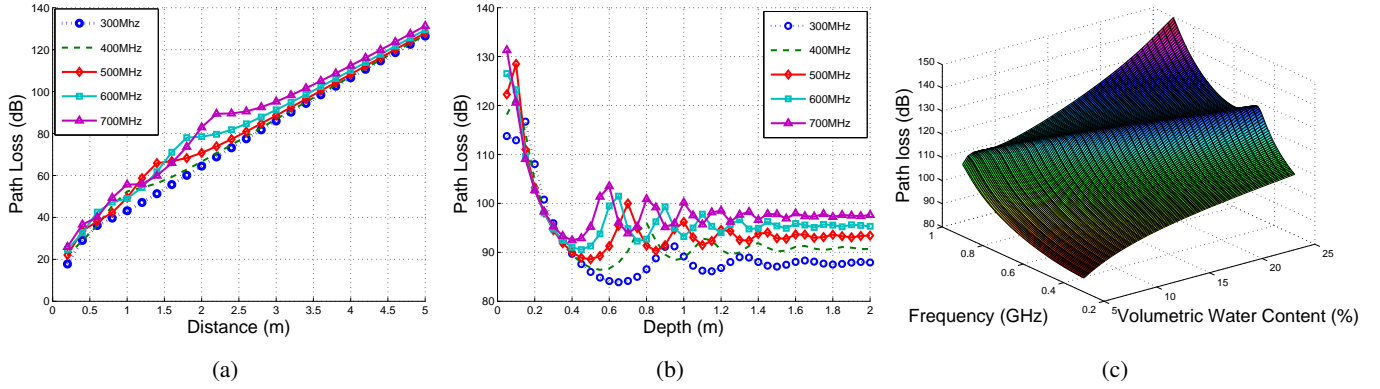 140
120
100
80
60
40
20
0
Path Loss (dB)
300Mhz
400MHz
500MHz
600MHz
700MHz
0 0.5 1 1.5 2 2.5 3 3.5 4 4.5 5
Distance (m)
(a)
140
130
120
110
100
90
80
Path Loss (dB)
300MHz
400MHz
500MHz
600MHz
700MHz
0 0.2 0.4 0.6 0.8 1 1.2 1.4 1.6 1.8 2
Depth (m)
(b)
150
140
130
120
110
100
90
80
Path loss (dB)
1 0.8 0.6 0.4 0.2
Frequency (GHz)
5 10 15 20 25
Volumetric Water Content (%)
(c)